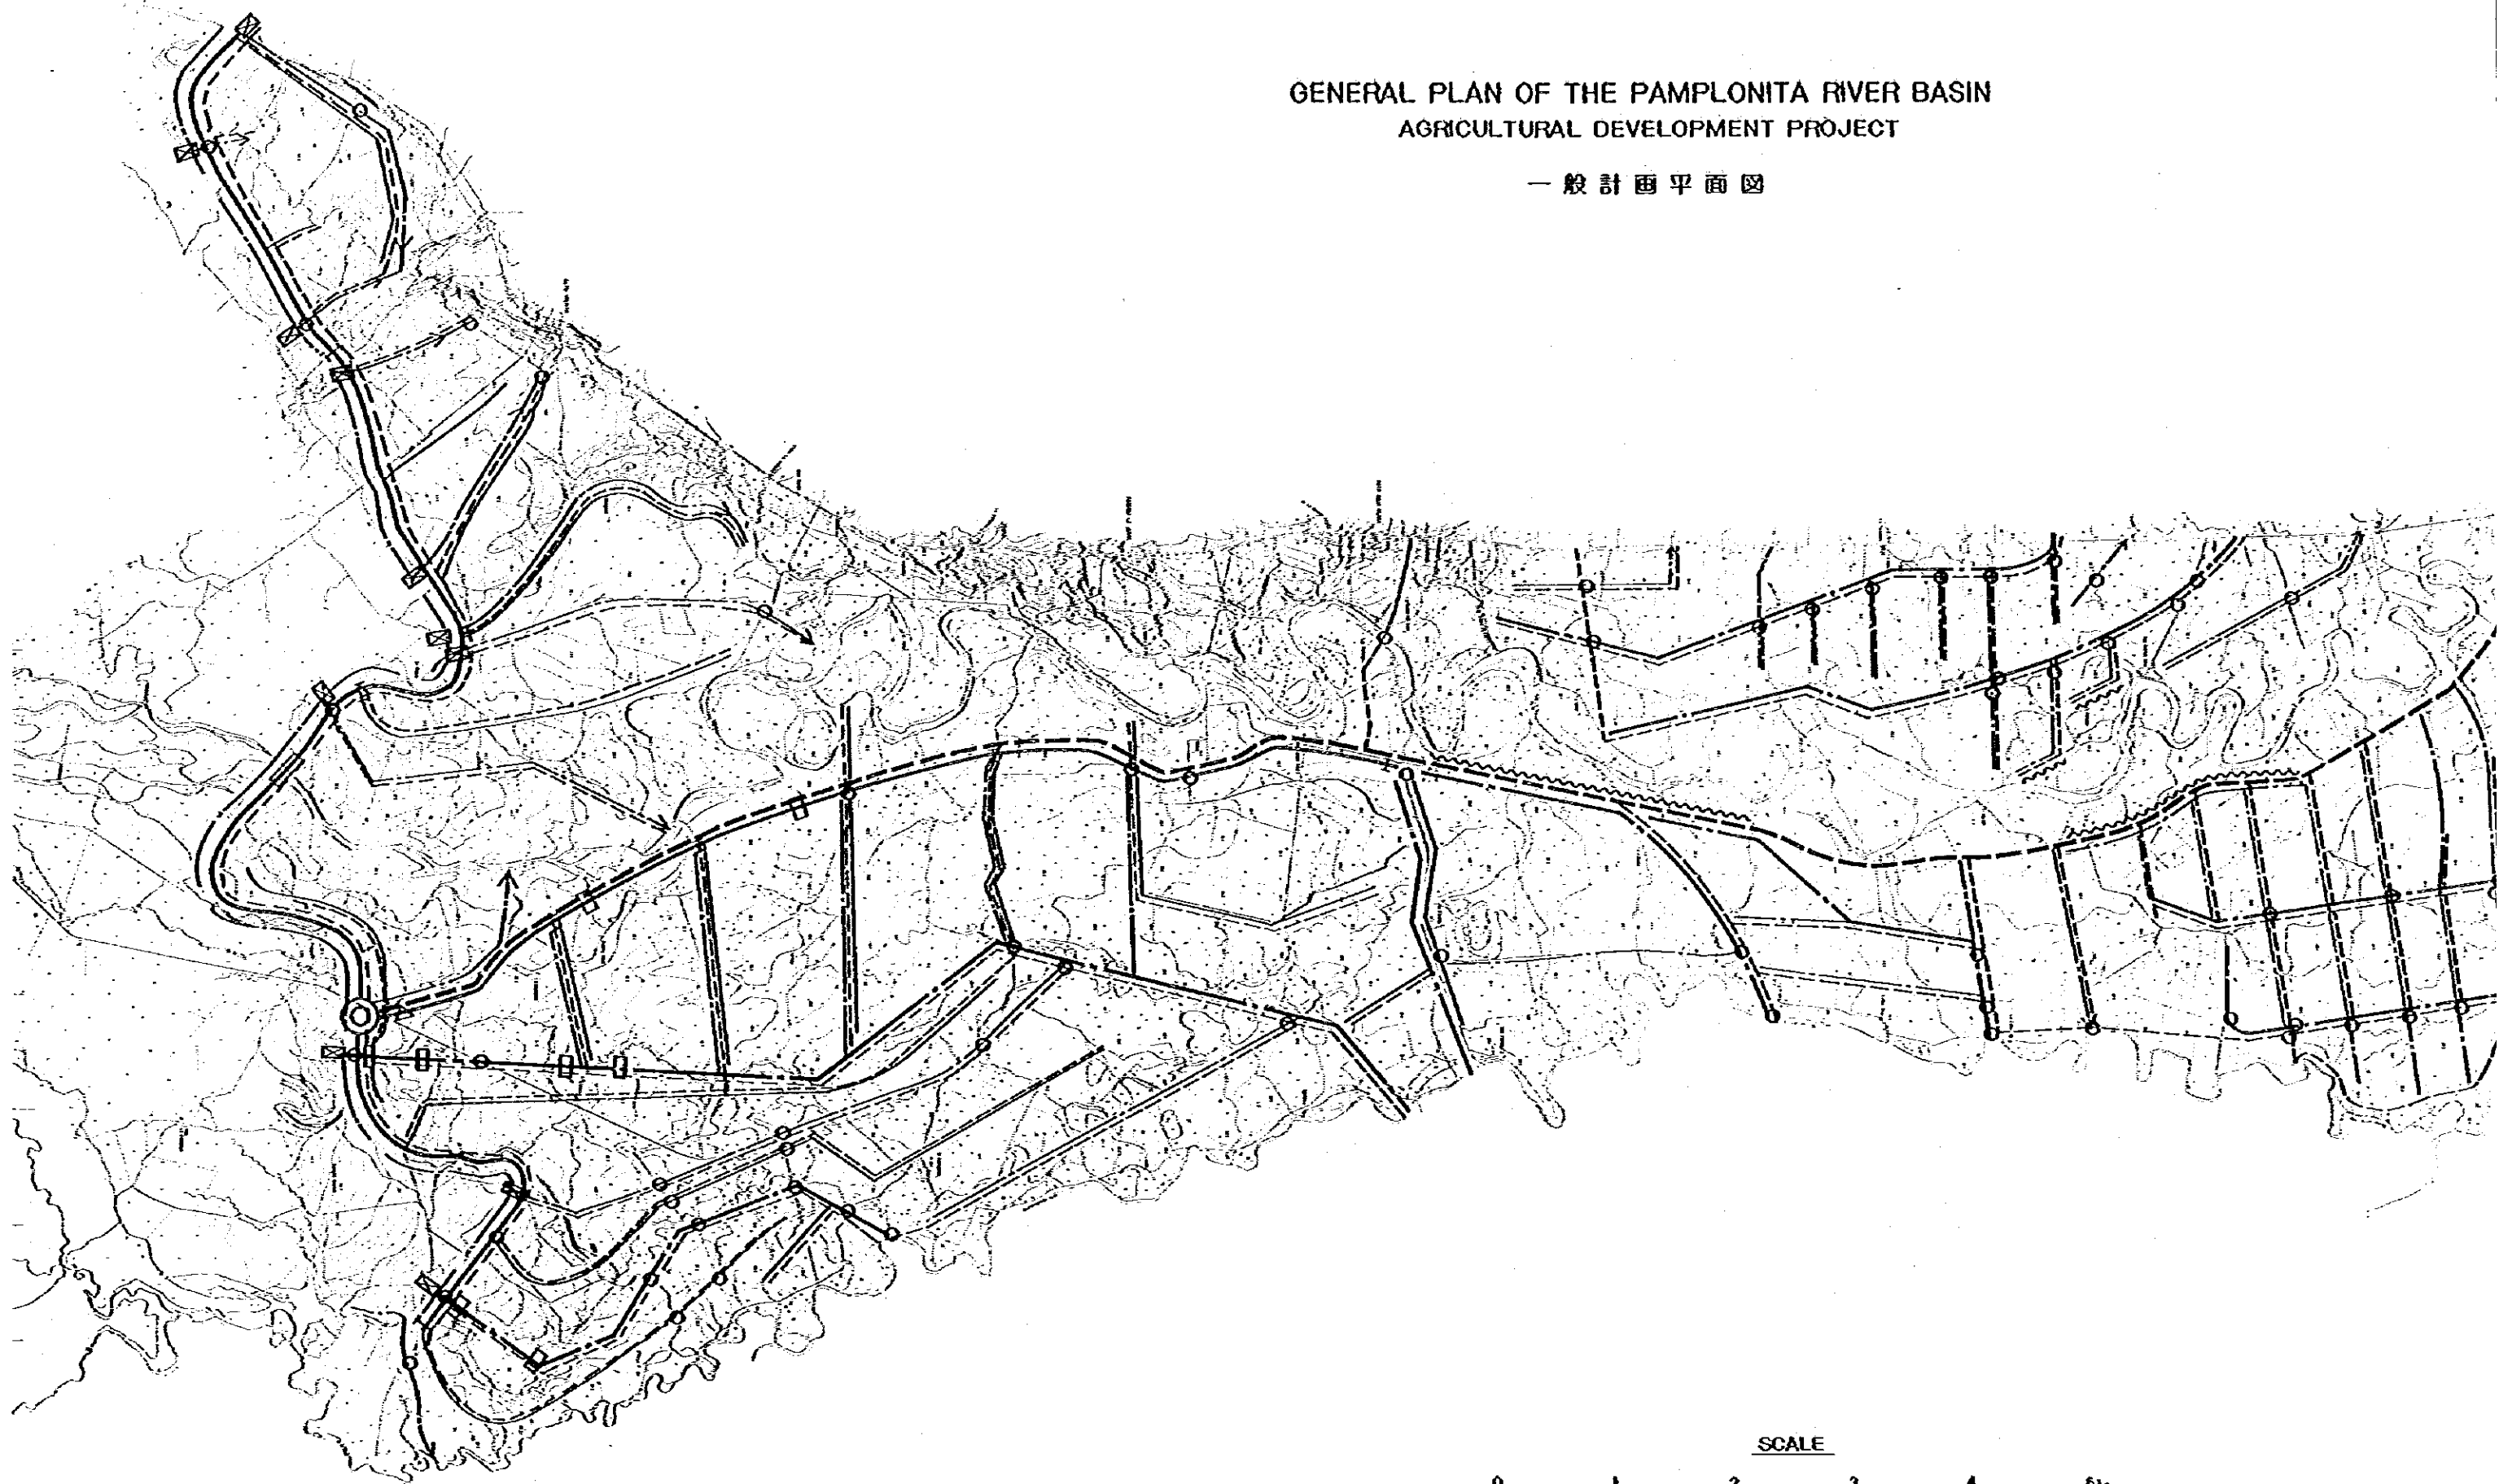 GENERAL PLAN OF THE PAMPLONITA RIVER BASIN
AGRICULTURAL DEVELOPMENT PROJECT
一般計画平面図
SCALE
0 1 2 3 4